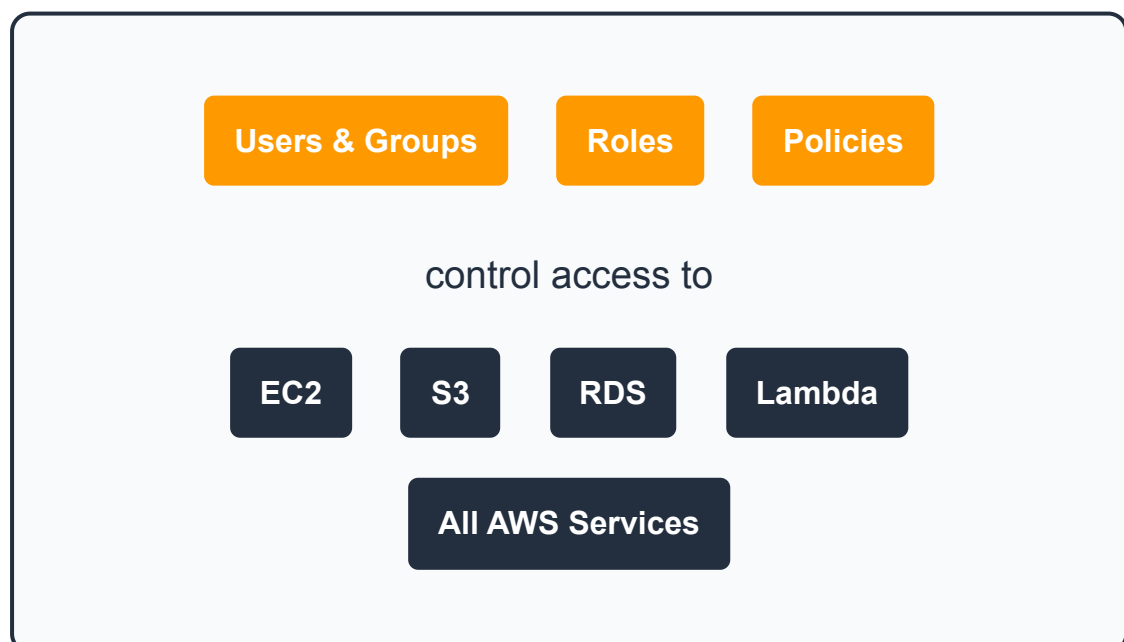 Users & Groups Roles Policies
control access to
EC2 S3 RDS Lambda
All AWS Services